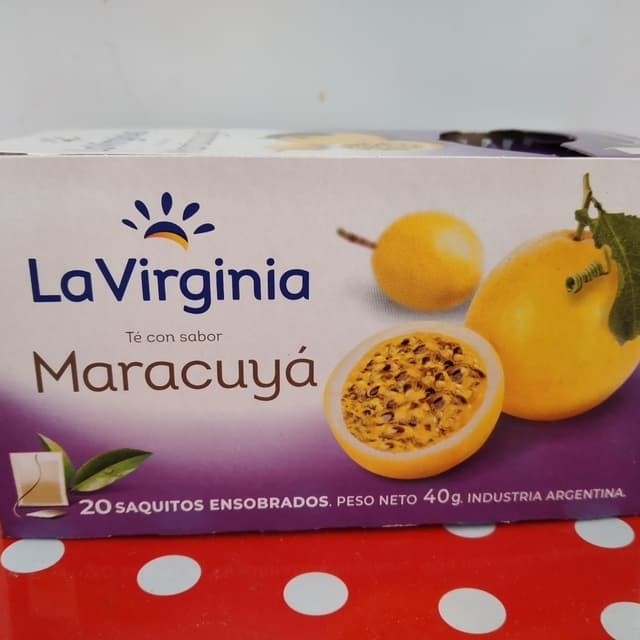 LaVirginia
Té con sabor
Maracuyá
20 SAQUITOS ENSOBRADOS. PESO NETO 40g. INDUSTRIA ARGENTINA.